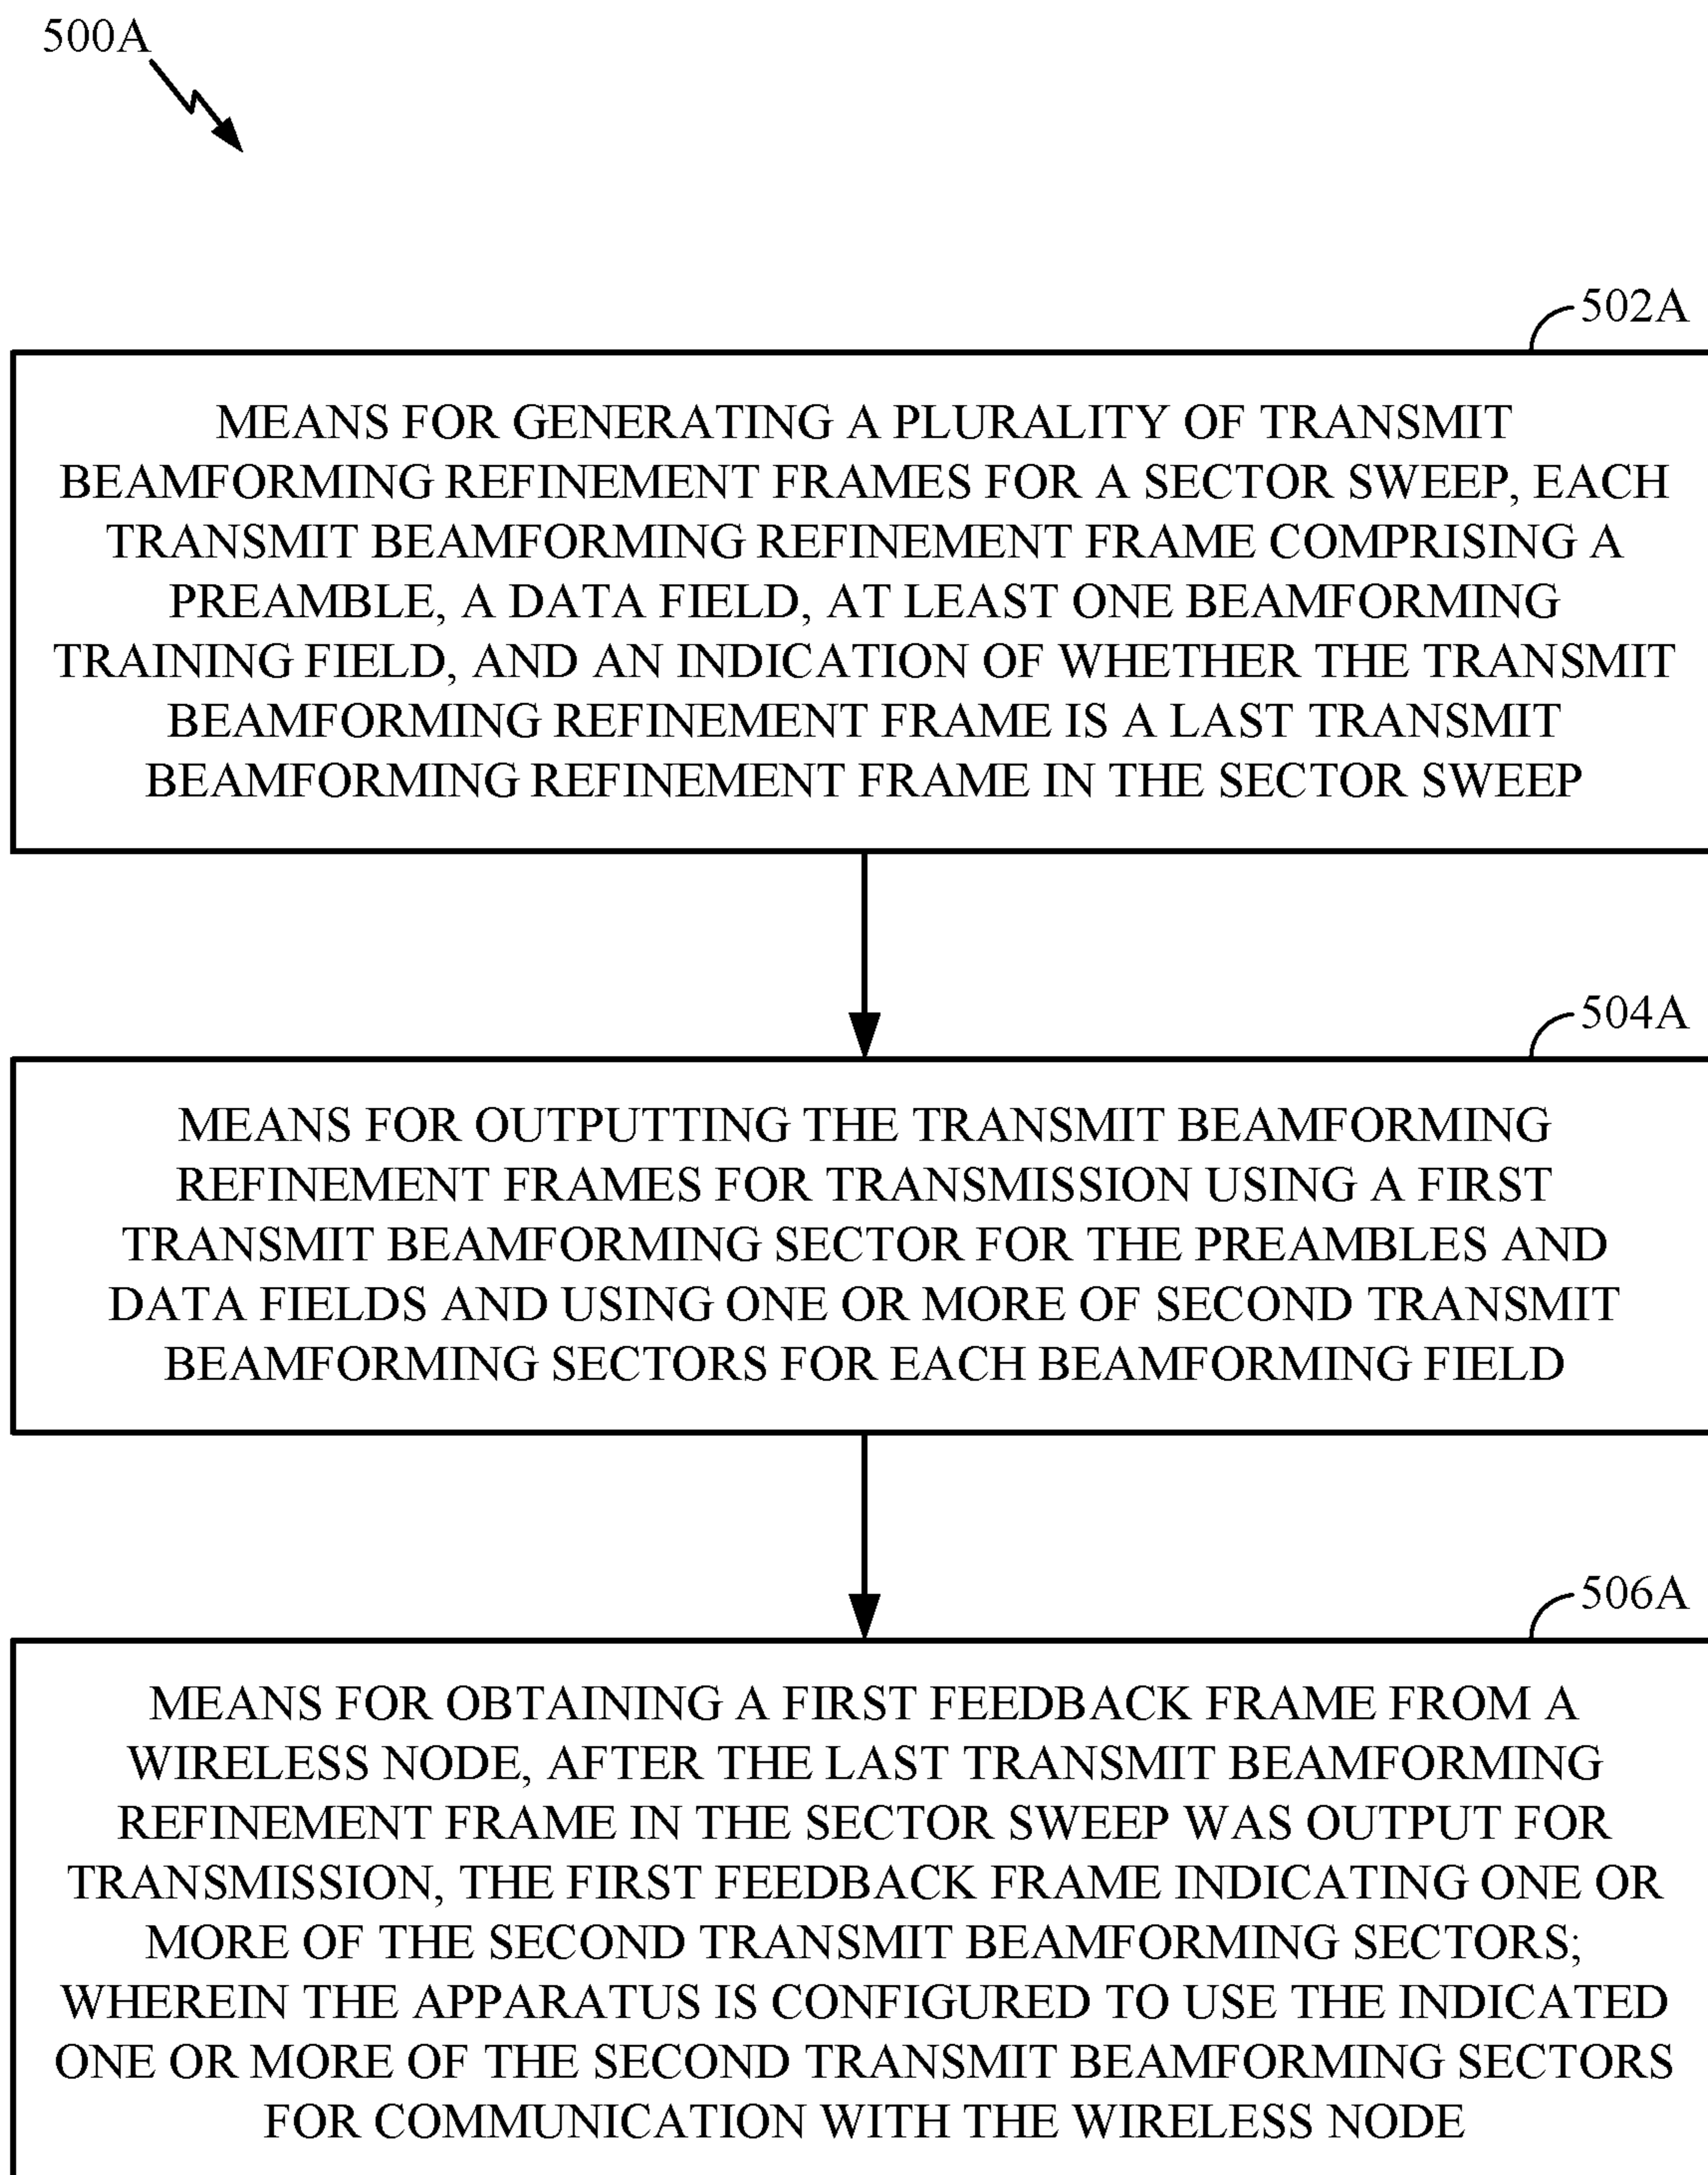 500A
502A
MEANS FOR GENERATING A PLURALITY OF TRANSMIT
BEAMFORMING REFINEMENT FRAMES FOR A SECTOR SWEEP, EACH
TRANSMIT BEAMFORMING REFINEMENT FRAME COMPRISING A
PREAMBLE, A DATA FIELD, AT LEAST ONE BEAMFORMING
TRAINING FIELD, AND AN INDICATION OF WHETHER THE TRANSMIT
BEAMFORMING REFINEMENT FRAME IS A LAST TRANSMIT
BEAMFORMING REFINEMENT FRAME IN THE SECTOR SWEEP
504A
MEANS FOR OUTPUTTING THE TRANSMIT BEAMFORMING
REFINEMENT FRAMES FOR TRANSMISSION USING A FIRST
TRANSMIT BEAMFORMING SECTOR FOR THE PREAMBLES AND
DATA FIELDS AND USING ONE OR MORE OF SECOND TRANSMIT
BEAMFORMING SECTORS FOR EACH BEAMFORMING FIELD
506A
MEANS FOR OBTAINING A FIRST FEEDBACK FRAME FROM A
WIRELESS NODE, AFTER THE LAST TRANSMIT BEAMFORMING
REFINEMENT FRAME IN THE SECTOR SWEEP WAS OUTPUT FOR
TRANSMISSION, THE FIRST FEEDBACK FRAME INDICATING ONE OR
MORE OF THE SECOND TRANSMIT BEAMFORMING SECTORS;
WHEREIN THE APPARATUS IS CONFIGURED TO USE THE INDICATED
ONE OR MORE OF THE SECOND TRANSMIT BEAMFORMING SECTORS
FOR COMMUNICATION WITH THE WIRELESS NODE